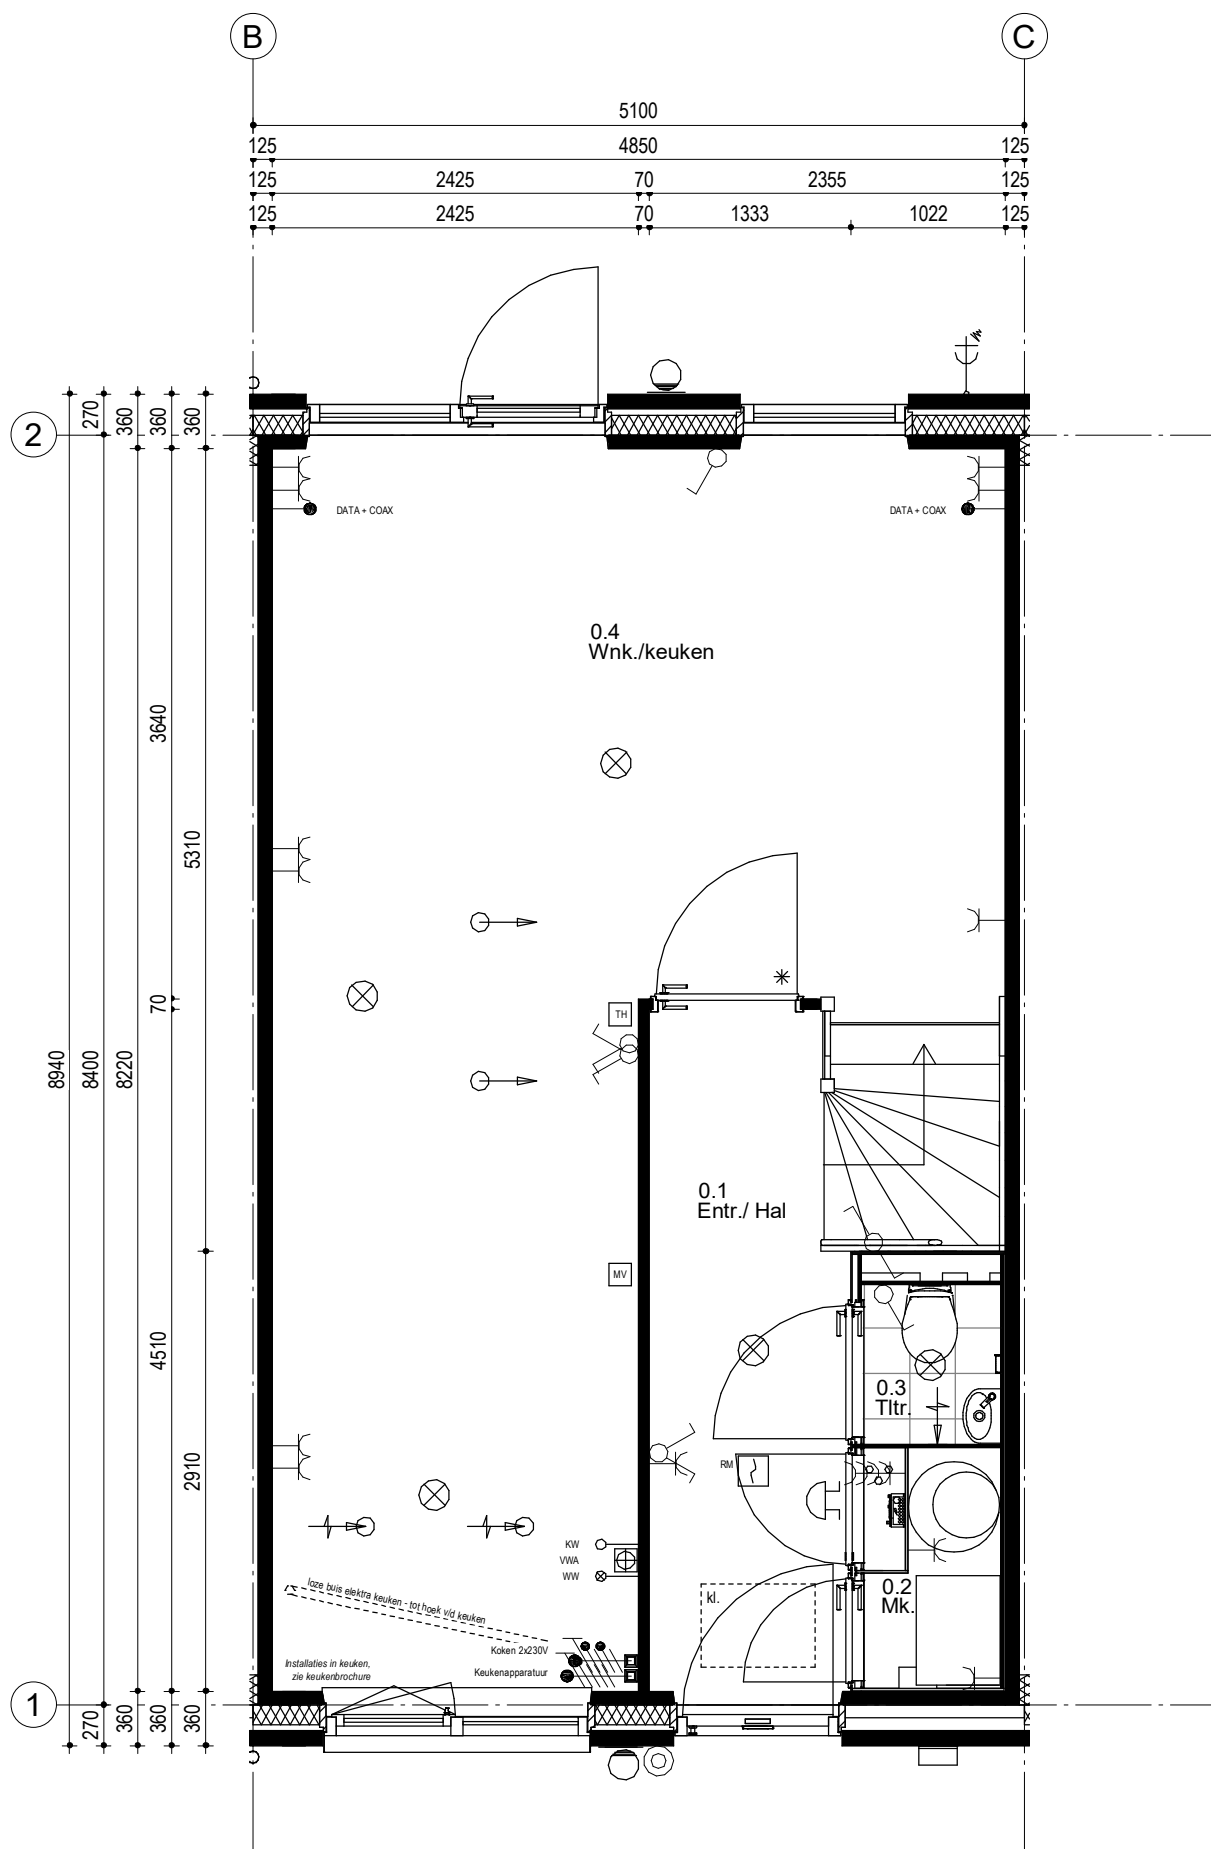 B
C
5100
125
4850
125
125
2425
70
2355
125
125
2425
70
1333
1022
125
2
270
360
360
360
DATA + COAX
DATA + COAX
0.4
Wnk./keuken
3640
5310
70
8940
8400
8220
TH
0.1
Entr./ Hal
MV
4510
2910
0.3
Tltr.
RM
KW
VWA
WW
0.2
Mk.
kl.
loze buis elektra keuken - tot hoek v/d keuken
Koken 2x230V
Installaties in keuken,
zie keukenbrochure
Keukenapparatuur
1
270
360
360
360